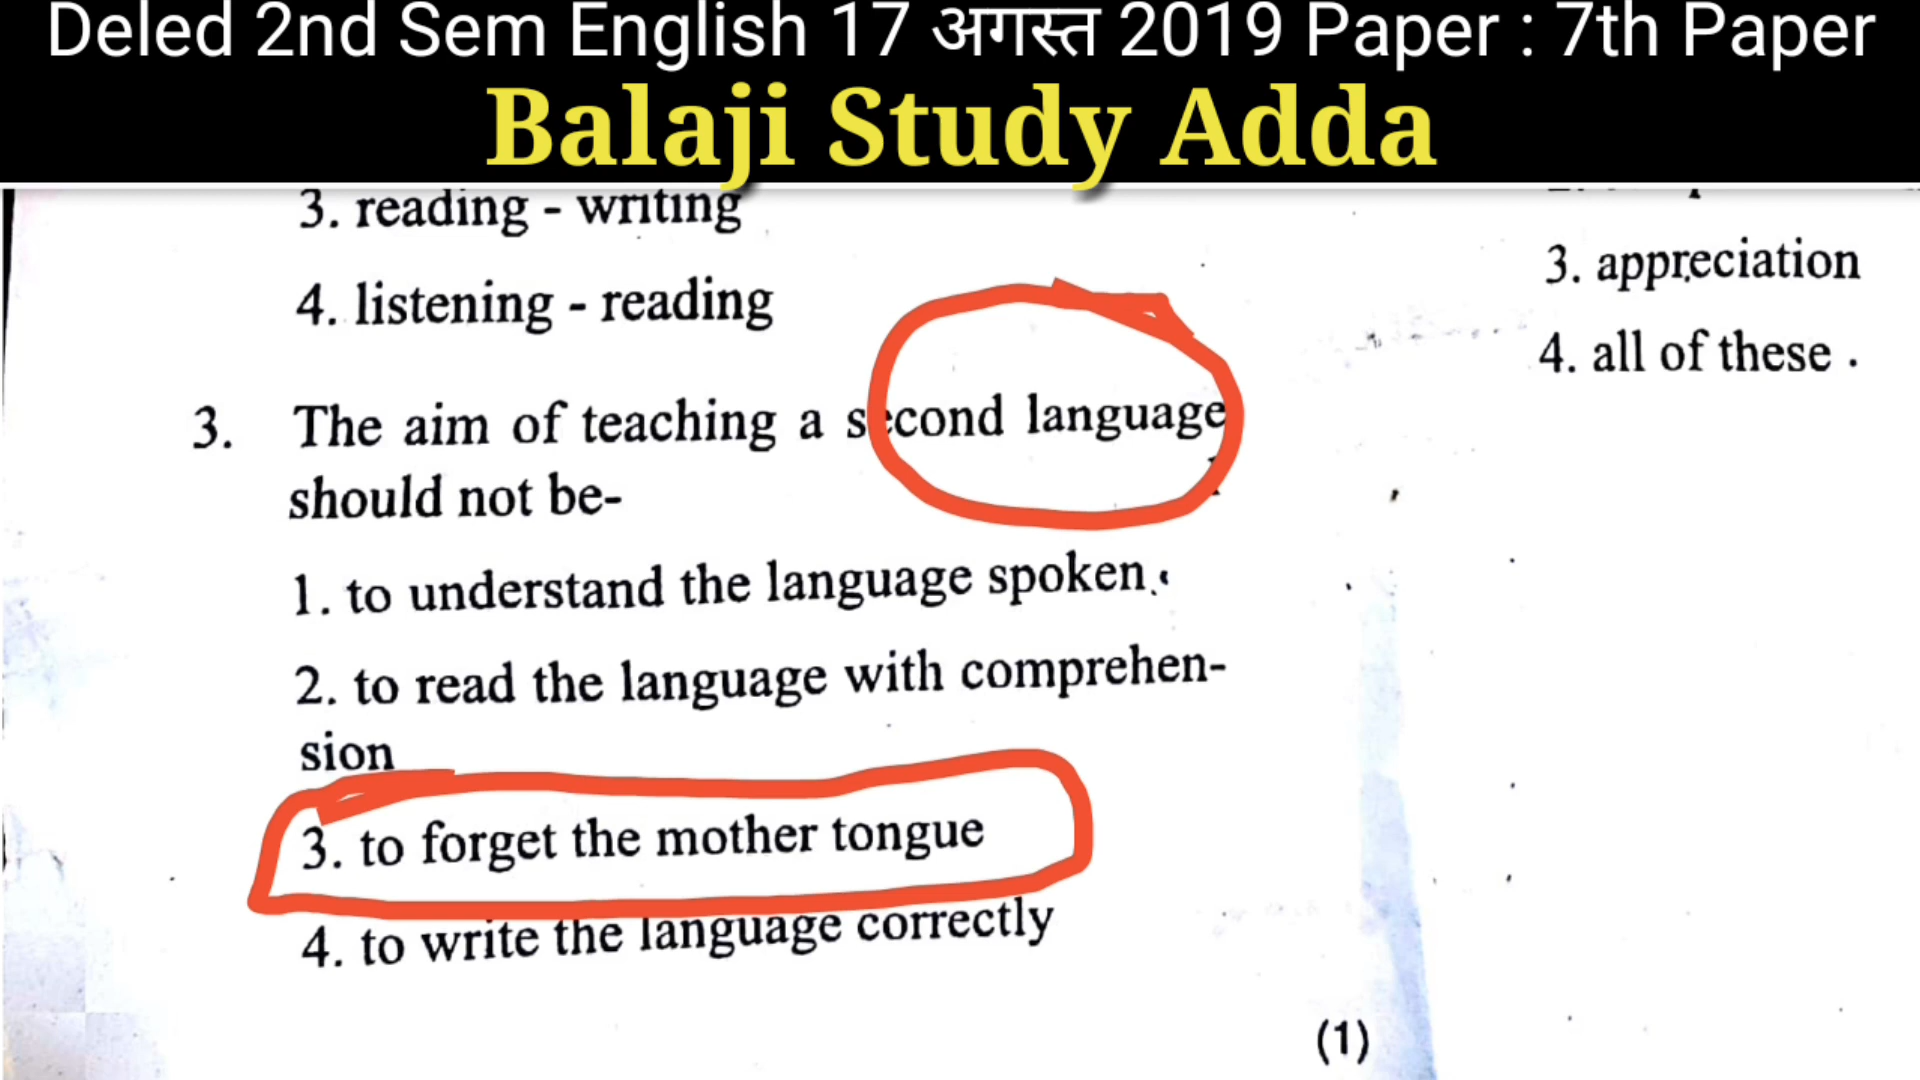 Deled 2nd Sem English 17 अगस्त 2019 Paper : 7th Paper
Balaji Study Adda
3. reading - writing
4. listening - reading
3. The aim of teaching a second language
should not be-
1. to understand the language spoken.
2. to read the language with comprehen-
sion
3. to forget the mother tongue
4. to write the language correctly
(1)
3. appreciation
4. all of these .